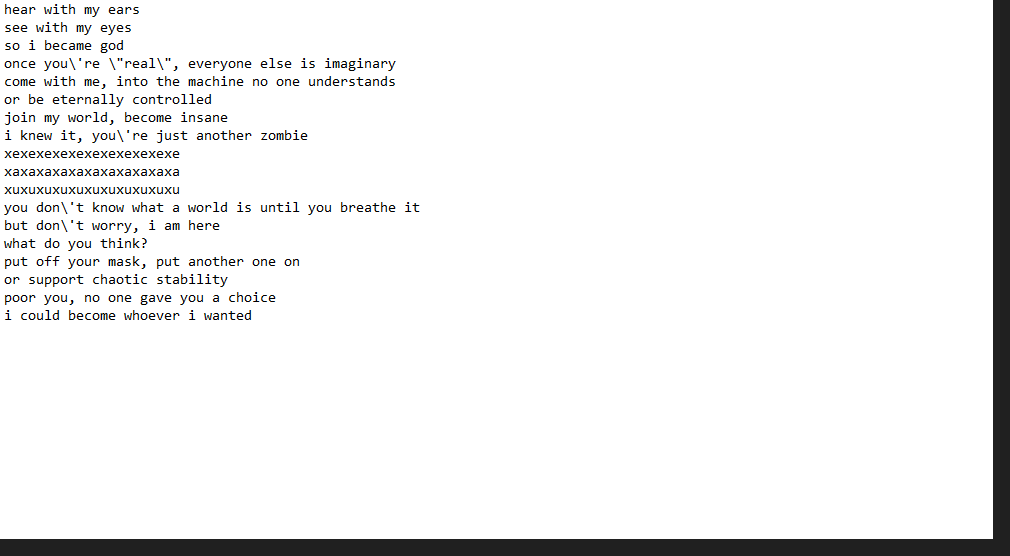 hear with my ears
see with my eyes
so i became god
once you\'re \"real\", everyone else is imaginary
come with me, into the machine no one understands
or be eternally controlled
join my world, become insane
i knew it, you\'re just another zombie
xexexexexexexexexexexe
xaxaxaxaxaxaxaxaxaxaxa
xuxuxuxuxuxuxuxuxuxuxu
you don\'t know what a world is until you breathe it
but don\'t worry, i am here
what do you think?
put off your mask, put another one on
or support chaotic stability
poor you, no one gave you a choice
i could become whoever i wanted